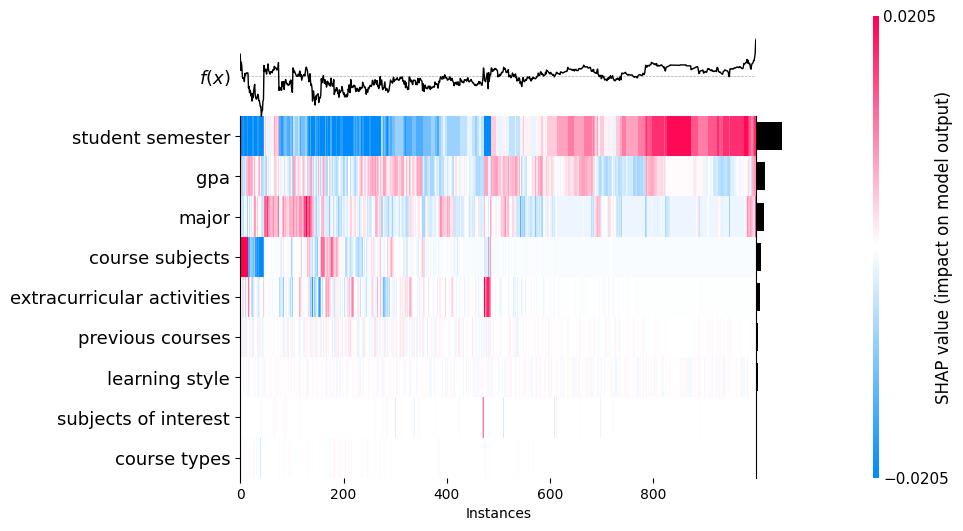 0.0205
f(x)
student semester
gpa
major
course subjects
extracurricular activities
previous courses
learning style
subjects of interest
course types
0 200 400 600 800
Instances
−0.0205
SHAP value (impact on model output)